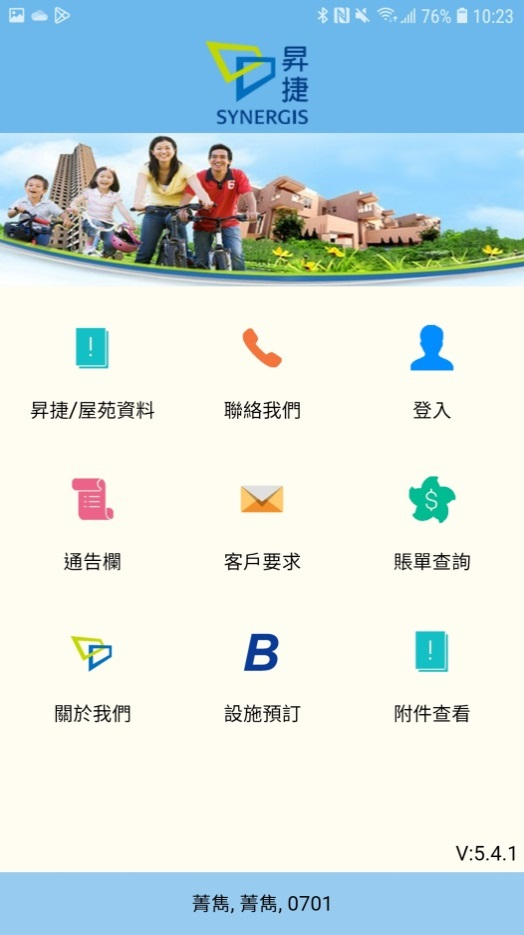 76% 10:23
昇
捷
SYNERGIS
昇捷/屋苑資料
聯絡我們
登入
通告欄
客戶要求
賬單查詢
關於我們
B
設施預訂
附件查看
V:5.4.1
菁雋, 菁雋, 0701